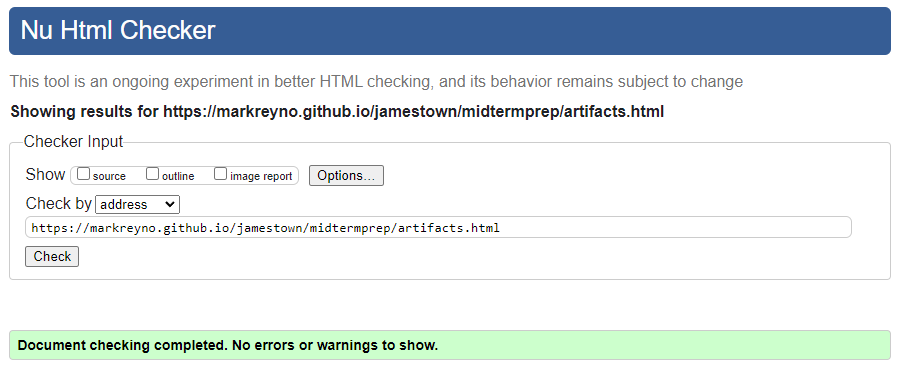 Nu Html Checker
This tool is an ongoing experiment in better HTML checking, and its behavior remains subject to change
Showing results for https://markreyno.github.io/jamestown/midtermprep/artifacts.html
Checker Input
Show source outline image report Options...
Check by address
https://markreyno.github.io/jamestown/midtermprep/artifacts.html
Check
Document checking completed. No errors or warnings to show.